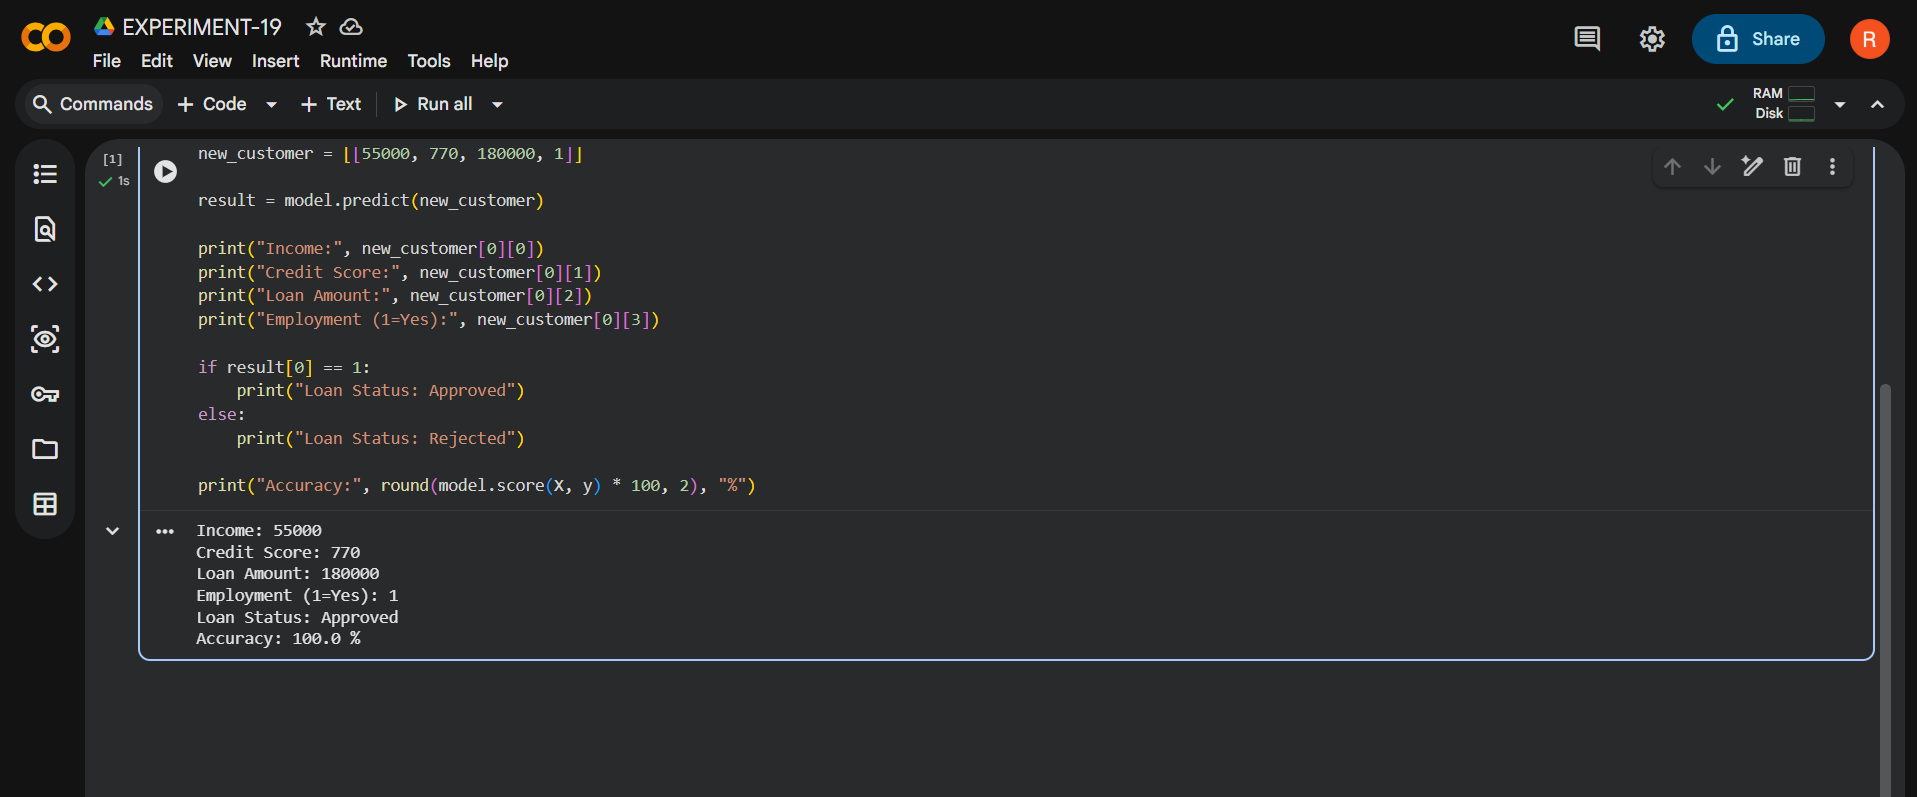 EXPERIMENT-19
File Edit View Insert Runtime Tools Help
Share
R
Commands + Code + Text Run all
RAM
Disk
[1]
1s
new_customer = [[55000, 770, 180000, 1]]
result = model.predict(new_customer)
print("Income:", new_customer[0][0])
print("Credit Score:", new_customer[0][1])
print("Loan Amount:", new_customer[0][2])
print("Employment (1=Yes):", new_customer[0][3])
if result[0] == 1:
    print("Loan Status: Approved")
else:
    print("Loan Status: Rejected")
print("Accuracy:", round(model.score(X, y) * 100, 2), "%")
Income: 55000
Credit Score: 770
Loan Amount: 180000
Employment (1=Yes): 1
Loan Status: Approved
Accuracy: 100.0 %